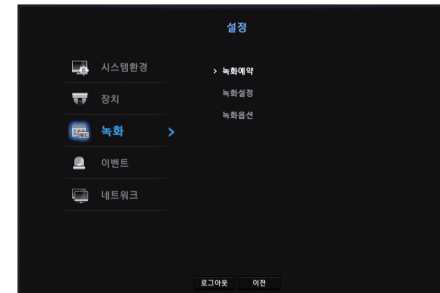 설정
시스템환경
장치
녹화 >
이벤트
네트워크
> 녹화예약
녹화설정
녹화옵션
로그아웃 이전